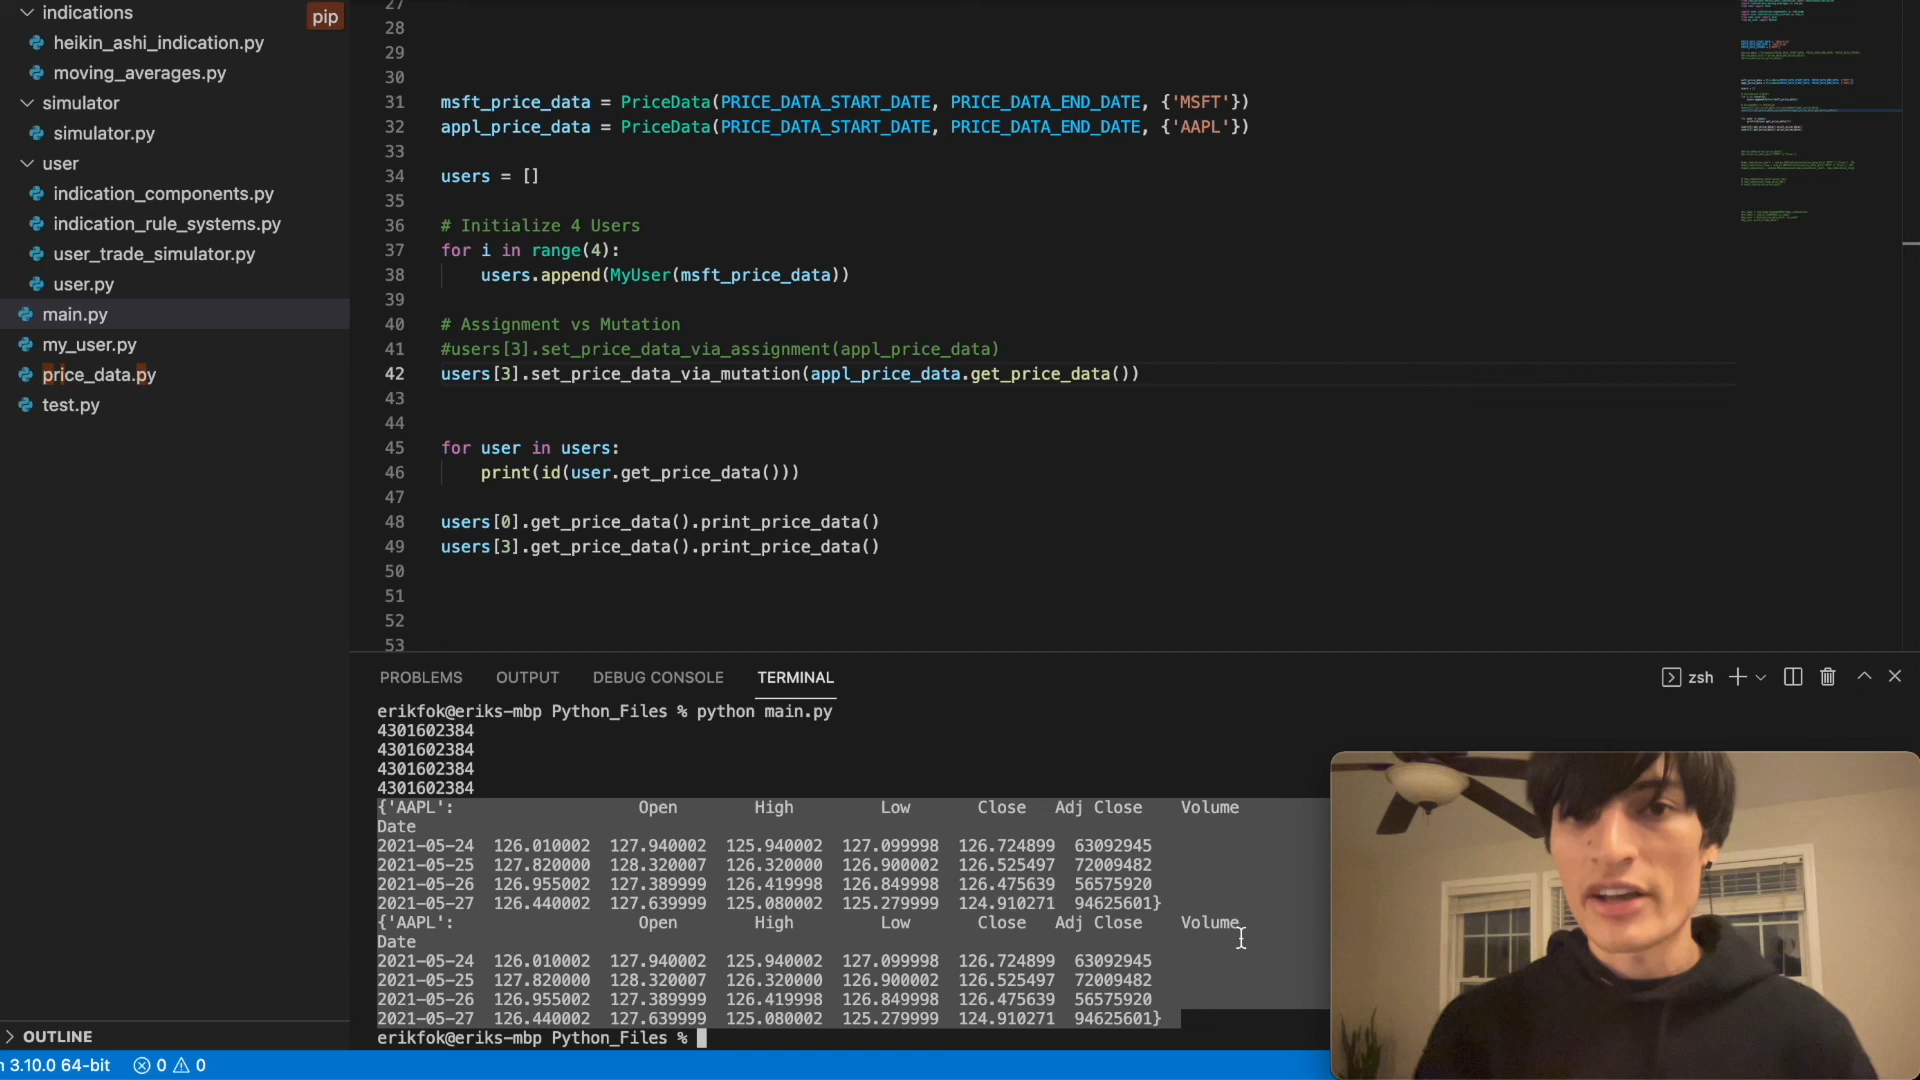 indications
pip
heikin_ashi_indication.py
moving_averages.py
simulator
simulator.py
user
indication_components.py
indication_rule_systems.py
user_trade_simulator.py
user.py
main.py
my_user.py
price_data.py
test.py
OUTLINE
27
28
29
30
31 msft_price_data = PriceData(PRICE_DATA_START_DATE, PRICE_DATA_END_DATE, {'MSFT'})
32 appl_price_data = PriceData(PRICE_DATA_START_DATE, PRICE_DATA_END_DATE, {'AAPL'})
33
34 users = []
35
36 # Initialize 4 Users
37 for i in range(4):
38 users.append(MyUser(msft_price_data))
39
40 # Assignment vs Mutation
41 #users[3].set_price_data_via_assignment(appl_price_data)
42 users[3].set_price_data_via_mutation(appl_price_data.get_price_data())
43
44
45 for user in users:
46 print(id(user.get_price_data()))
47
48 users[0].get_price_data().print_price_data()
49 users[3].get_price_data().print_price_data()
50
51
52
53
PROBLEMS OUTPUT DEBUG CONSOLE TERMINAL zsh
erikfok@eriks-mbp Python_Files % python main.py
4301602384
4301602384
4301602384
4301602384
{'AAPL': Open High Low Close Adj Close Volume
Date
2021-05-24 126.010002 127.940002 125.940002 127.099998 126.724899 63092945
2021-05-25 127.820000 128.320007 126.320000 126.900002 126.525497 72009482
2021-05-26 126.955002 127.389999 126.419998 126.849998 126.475639 56575920
2021-05-27 126.440002 127.639999 125.080002 125.279999 124.910271 94625601}
{'AAPL': Open High Low Close Adj Close Volume
Date
2021-05-24 126.010002 127.940002 125.940002 127.099998 126.724899 63092945
2021-05-25 127.820000 128.320007 126.320000 126.900002 126.525497 72009482
2021-05-26 126.955002 127.389999 126.419998 126.849998 126.475639 56575920
2021-05-27 126.440002 127.639999 125.080002 125.279999 124.910271 94625601}
erikfok@eriks-mbp Python_Files %
n 3.10.0 64-bit 0 0